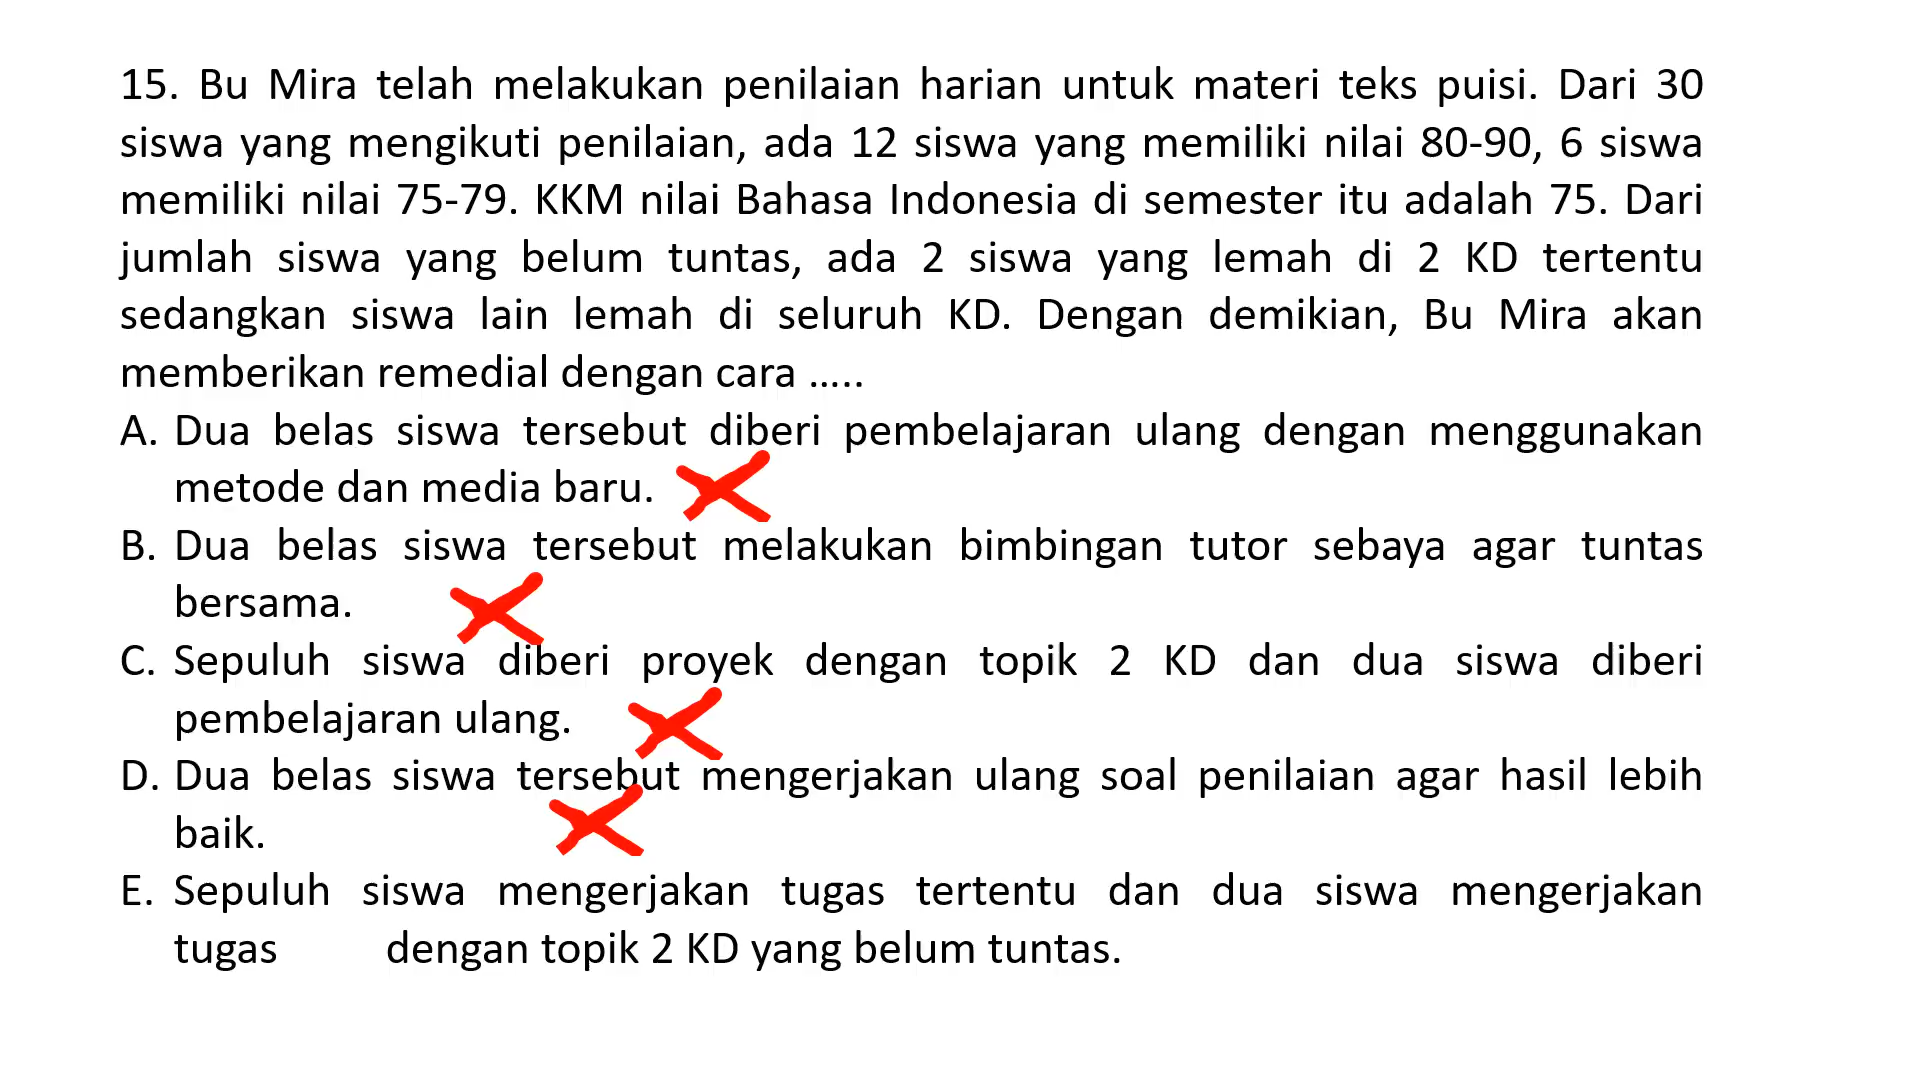 15. Bu Mira telah melakukan penilaian harian untuk materi teks puisi. Dari 30
siswa yang mengikuti penilaian, ada 12 siswa yang memiliki nilai 80-90, 6 siswa
memiliki nilai 75-79. KKM nilai Bahasa Indonesia di semester itu adalah 75. Dari
jumlah siswa yang belum tuntas, ada 2 siswa yang lemah di 2 KD tertentu
sedangkan siswa lain lemah di seluruh KD. Dengan demikian, Bu Mira akan
memberikan remedial dengan cara .....
A. Dua belas siswa tersebut diberi pembelajaran ulang dengan menggunakan
metode dan media baru.
B. Dua belas siswa tersebut melakukan bimbingan tutor sebaya agar tuntas
bersama.
C. Sepuluh siswa diberi proyek dengan topik 2 KD dan dua siswa diberi
pembelajaran ulang.
D. Dua belas siswa tersebut mengerjakan ulang soal penilaian agar hasil lebih
baik.
E. Sepuluh siswa mengerjakan tugas tertentu dan dua siswa mengerjakan
tugas dengan topik 2 KD yang belum tuntas.